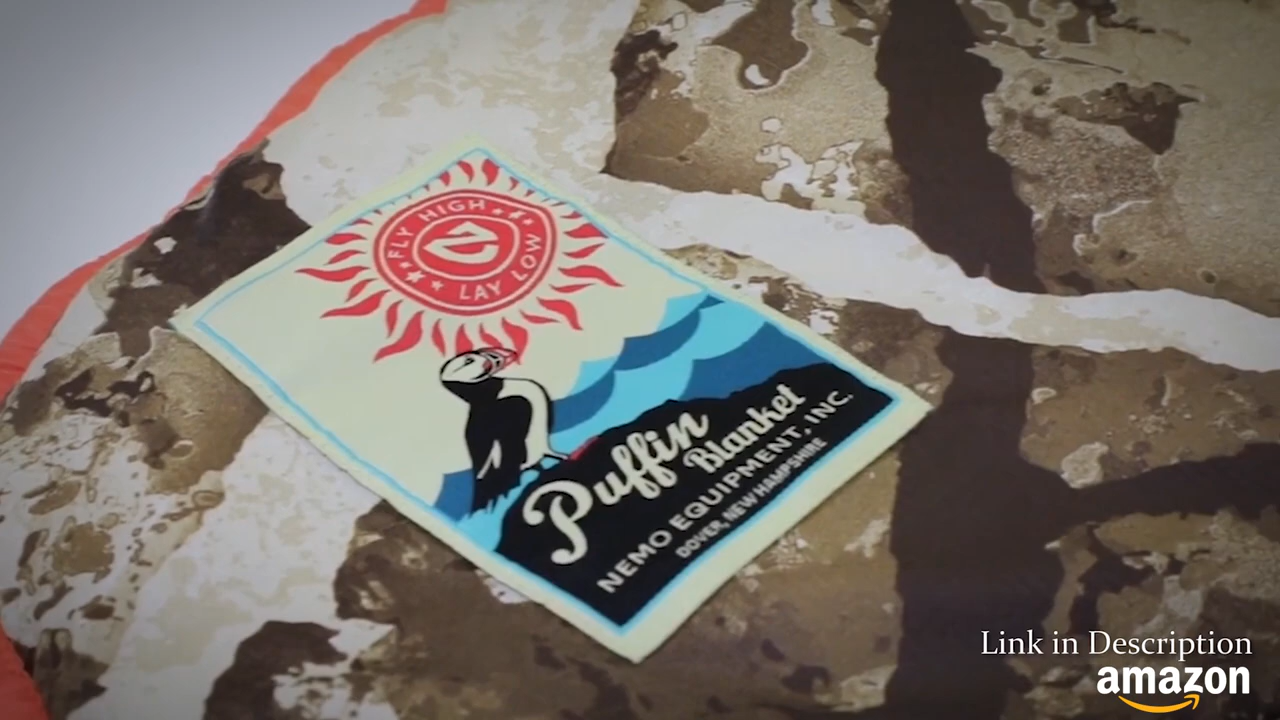 FLY HIGH
LAY LOW
Puffin
Blanket
NEMO EQUIPMENT, INC.
DOVER, NEW HAMPSHIRE
Link in Description
amazon